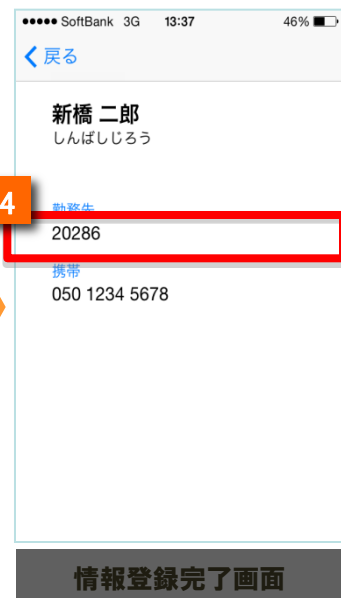 SoftBank 3G 13:37 46%
戻る
新橋 二郎
しんばしじろう
4
勤務先
20286
携帯
050 1234 5678
情報登録完了画面